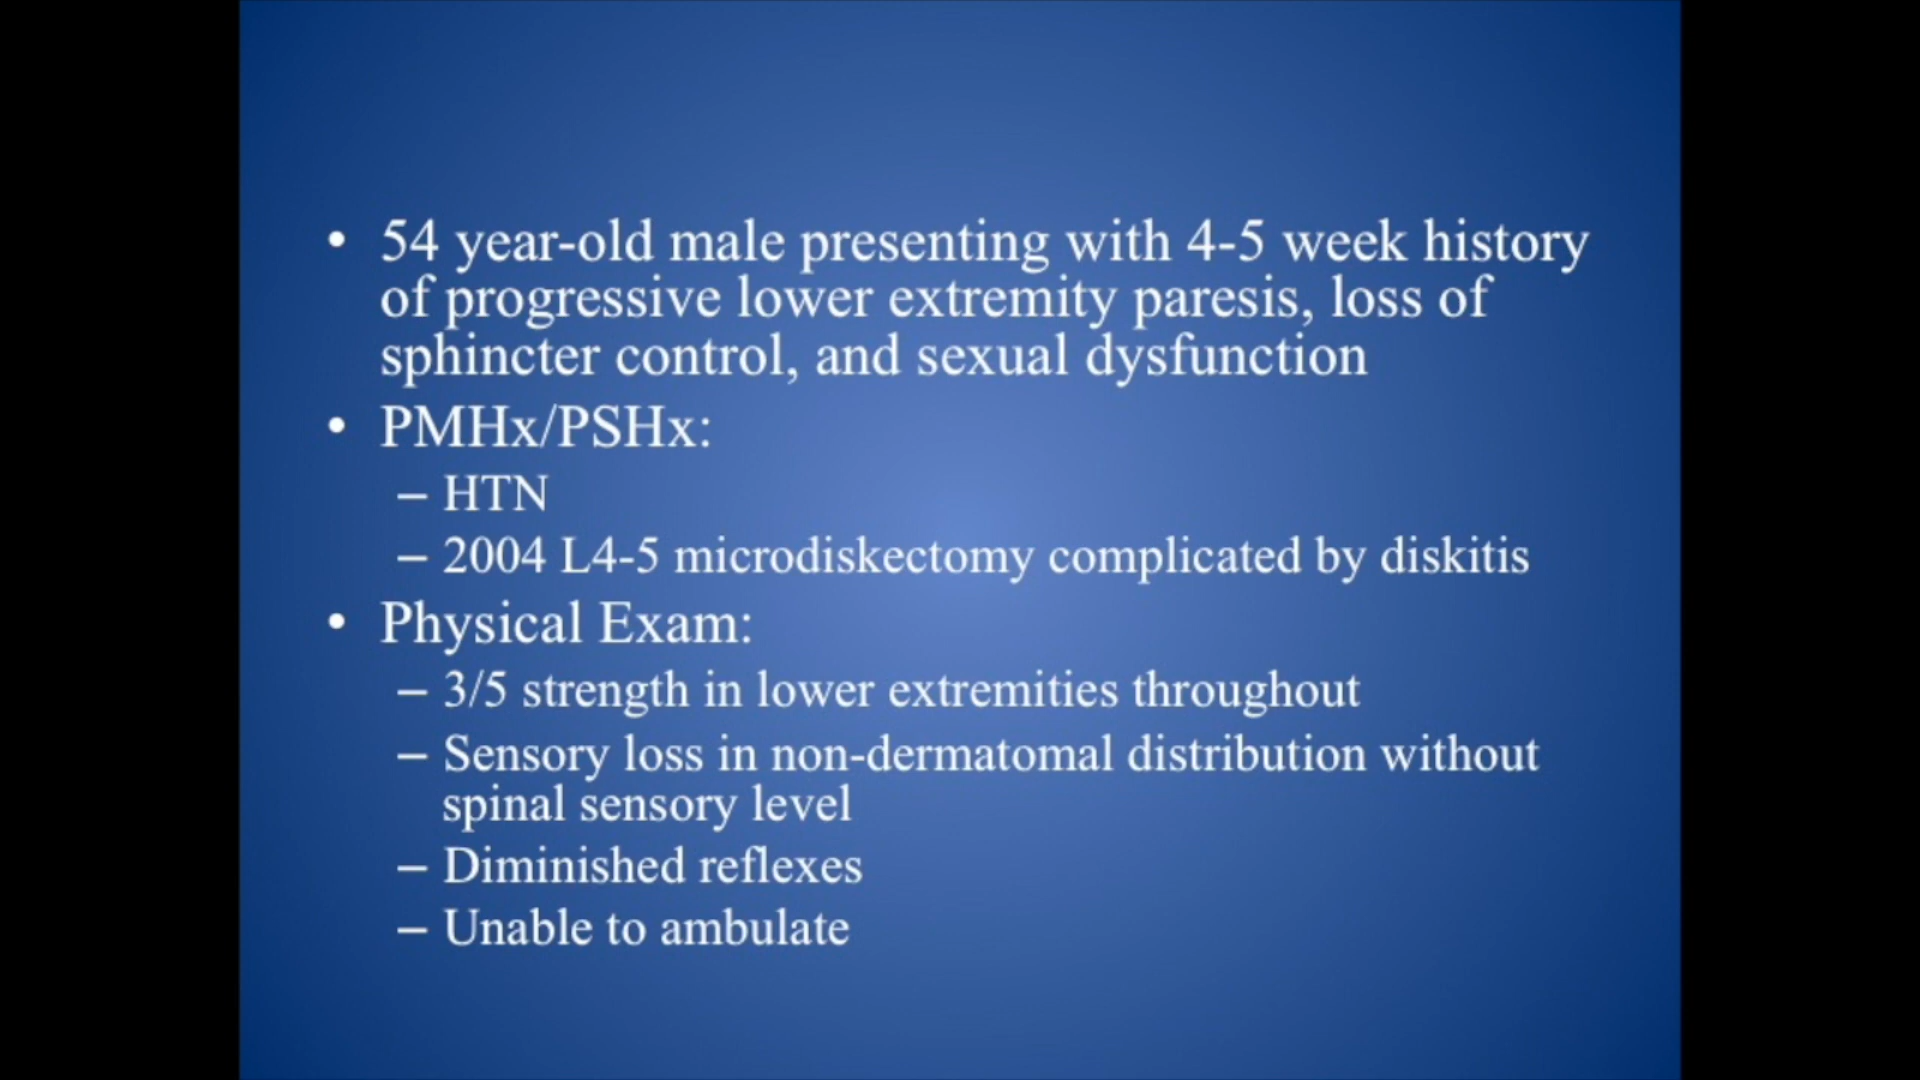 • 54 year-old male presenting with 4-5 week history
of progressive lower extremity paresis, loss of
sphincter control, and sexual dysfunction
• PMHx/PSHx:
– HTN
– 2004 L4-5 microdiskectomy complicated by diskitis
• Physical Exam:
– 3/5 strength in lower extremities throughout
– Sensory loss in non-dermatomal distribution without
spinal sensory level
– Diminished reflexes
– Unable to ambulate